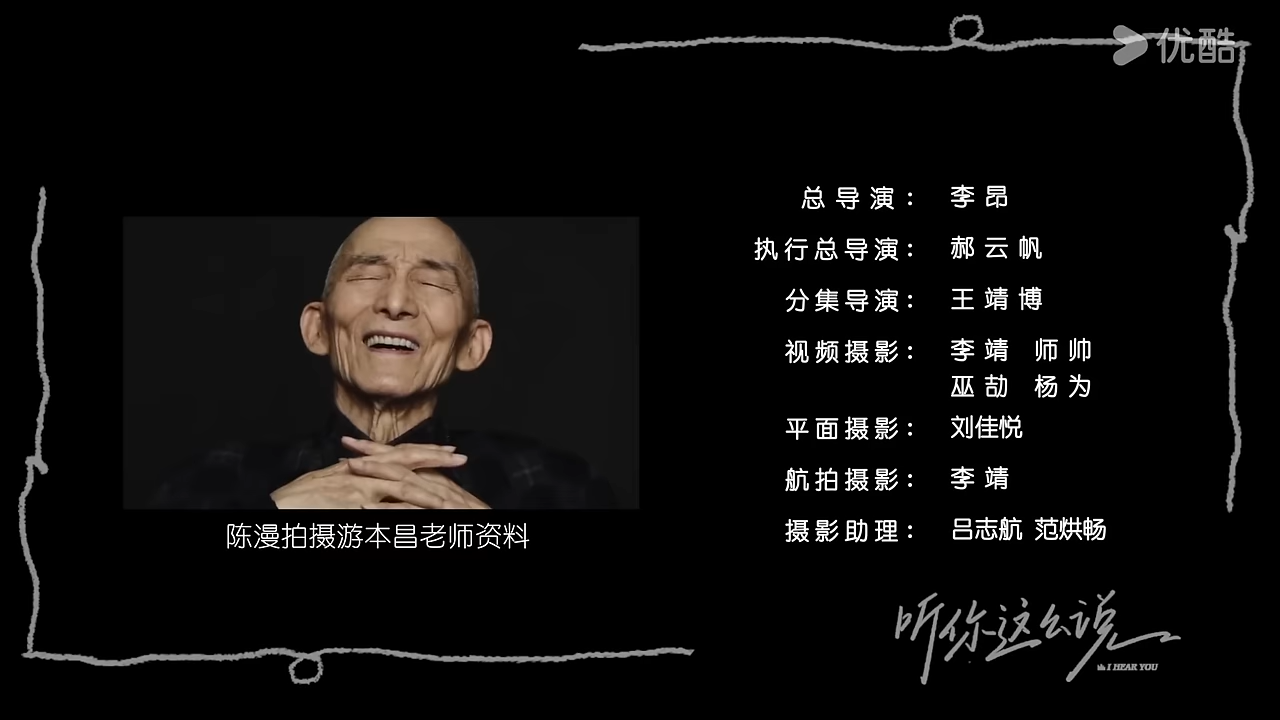 优酷
总导演：李昂
执行总导演：郝云帆
分集导演：王靖博
视频摄影：李靖 师帅
巫劼 杨为
平面摄影：刘佳悦
航拍摄影：李靖
摄影助理：吕志航 范烘畅
陈漫拍摄游本昌老师资料
听你这么说
I HEAR YOU